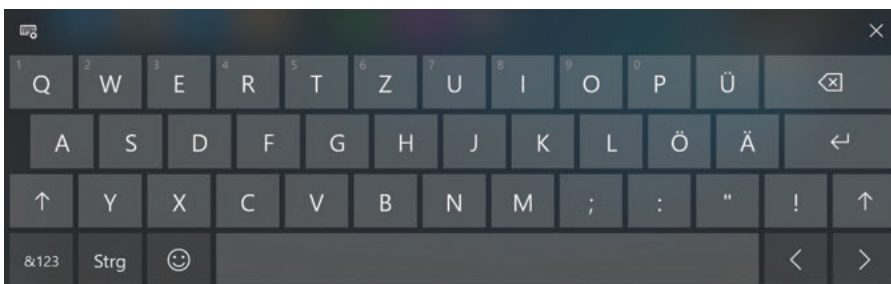 1 2 3 4 5 6 7 8 9 0
Q W E R T Z U I O P Ü
A S D F G H J K L Ö Ä
Y X C V B N M ; : " !
&123 Strg